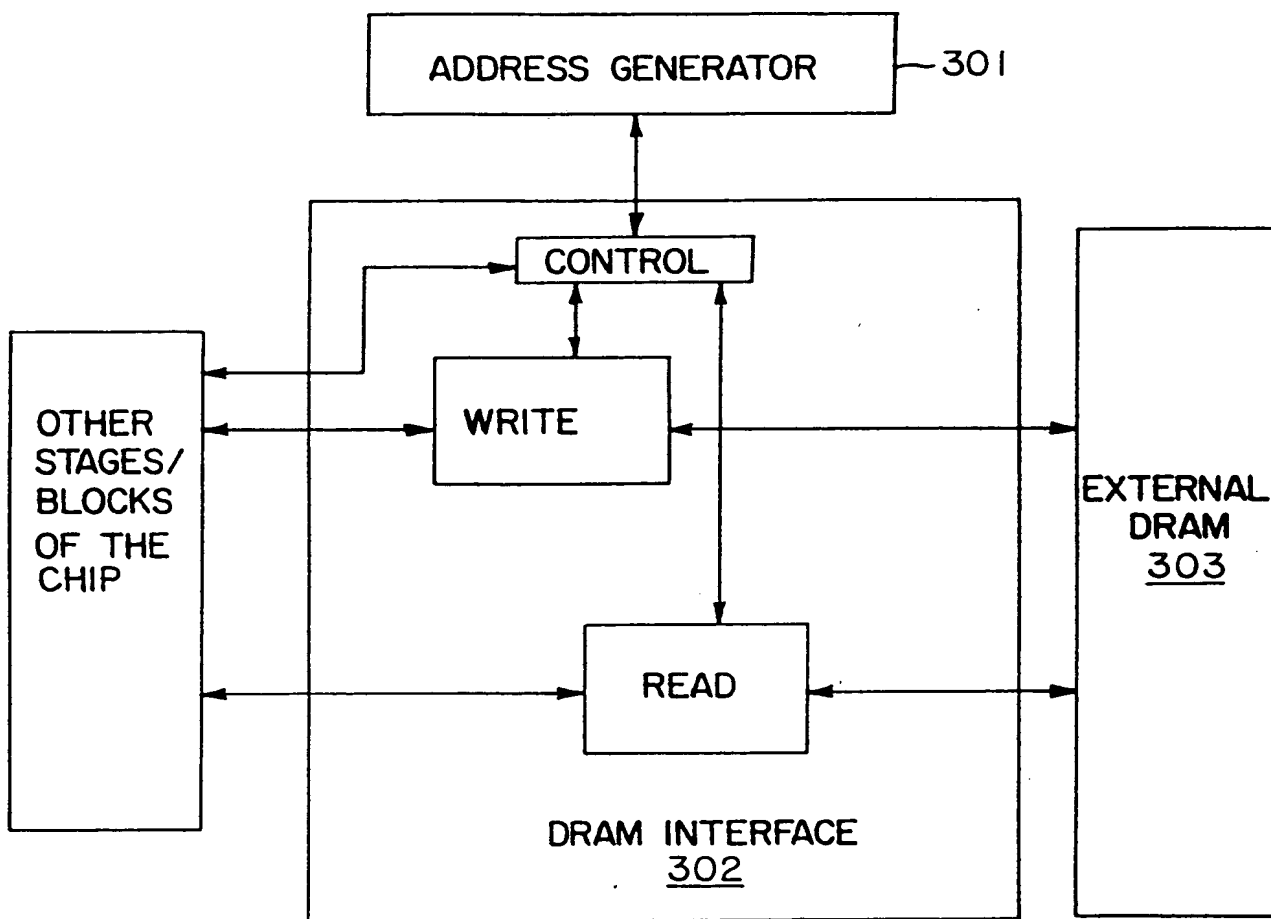 ADDRESS GENERATOR
301
CONTROL
WRITE
OTHER
STAGES/
BLOCKS
OF THE
CHIP
EXTERNAL
DRAM
303
READ
DRAM INTERFACE
302